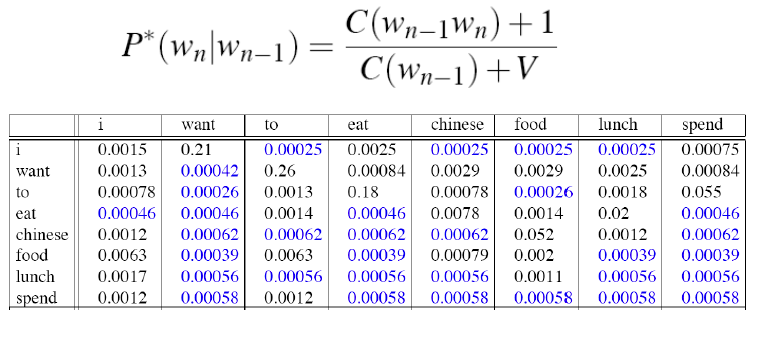 P*(wₙ|wₙ₋₁) = C(wₙ₋₁wₙ)+1 / C(wₙ₋₁)+V
i want to eat chinese food lunch spend
i 0.0015 0.21 0.00025 0.0025 0.00025 0.00025 0.00025 0.00075
want 0.0013 0.00042 0.26 0.00084 0.0029 0.0029 0.0025 0.00084
to 0.00078 0.00026 0.0013 0.18 0.00078 0.00026 0.0018 0.055
eat 0.00046 0.00046 0.0014 0.00046 0.0078 0.0014 0.02 0.00046
chinese 0.0012 0.00062 0.00062 0.00062 0.00062 0.052 0.0012 0.00062
food 0.0063 0.00039 0.0063 0.00039 0.00079 0.002 0.00039 0.00039
lunch 0.0017 0.00056 0.00056 0.00056 0.00056 0.0011 0.00056 0.00056
spend 0.0012 0.00058 0.0012 0.00058 0.00058 0.00058 0.00058 0.00058